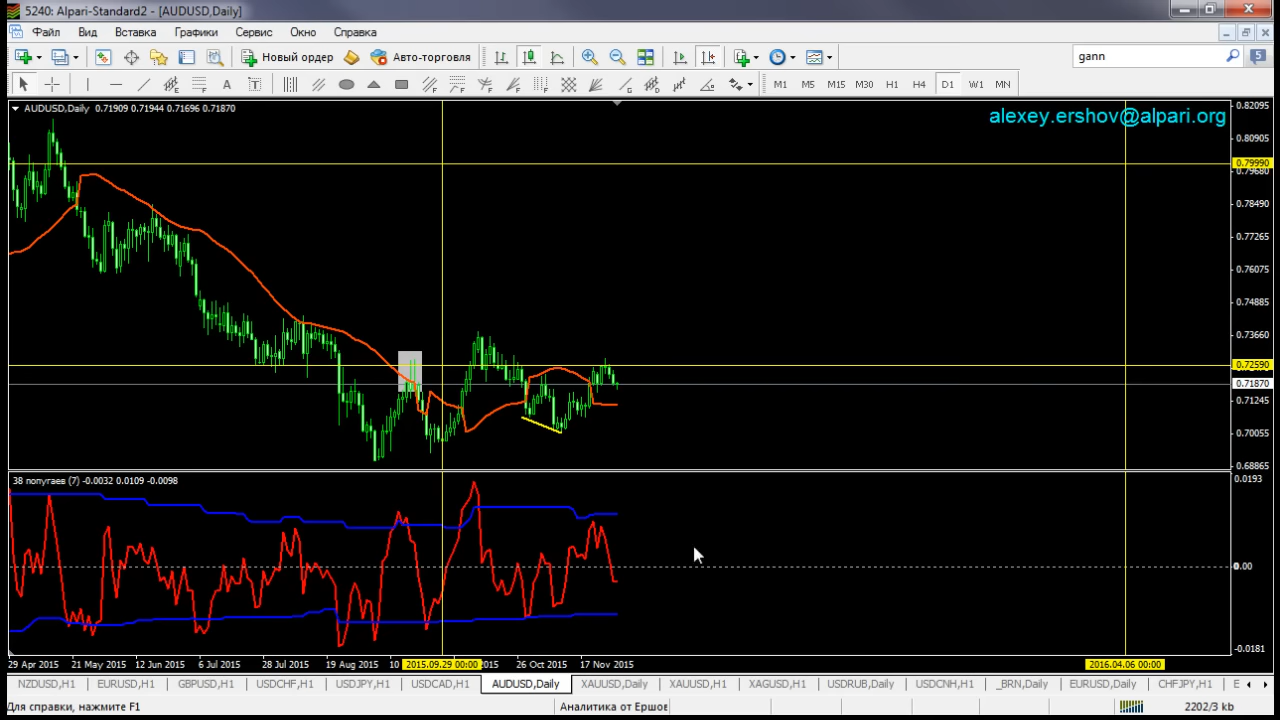 5240: Alpari-Standard2 - [AUDUSD,Daily]
Файл Вид Вставка Графики Сервис Окно Справка
Новый ордер Авто-торговля gann 5
A T M1 M5 M15 M30 H1 H4 D1 W1 MN
AUDUSD,Daily 0.71909 0.71944 0.71696 0.71870
alexey.ershov@alpari.org
0.82095
0.80905
0.79990
0.79680
0.78490
0.77265
0.76075
0.74885
0.73660
0.72590
0.71870
0.71245
0.70055
0.68865
38 попугаев (7) -0.0032 0.0109 -0.0098
0.0193
0.00
-0.0181
29 Apr 2015 21 May 2015 12 Jun 2015 6 Jul 2015 28 Jul 2015 19 Aug 2015 10 2015.09.29 00:00 2015 26 Oct 2015 17 Nov 2015 2016.04.06 00:00
NZDUSD,H1 EURUSD,H1 GBPUSD,H1 USDCHF,H1 USDJPY,H1 USDCAD,H1 AUDUSD,Daily XAUUSD,Daily XAUUSD,H1 XAGUSD,H1 USDRUB,Daily USDCNH,H1 _BRN,Daily EURUSD,Daily CHFJPY,H1 E
Для справки, нажмите F1 Аналитика от Ершов 2202/3 kb